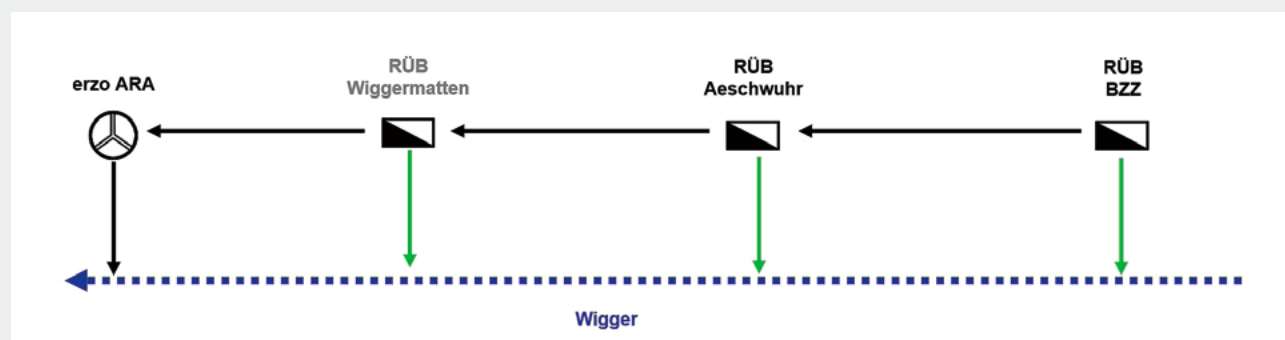 erzo ARA
RÜB
Wiggermatten
RÜB
Aeschwuhr
RÜB
BZZ
Wigger